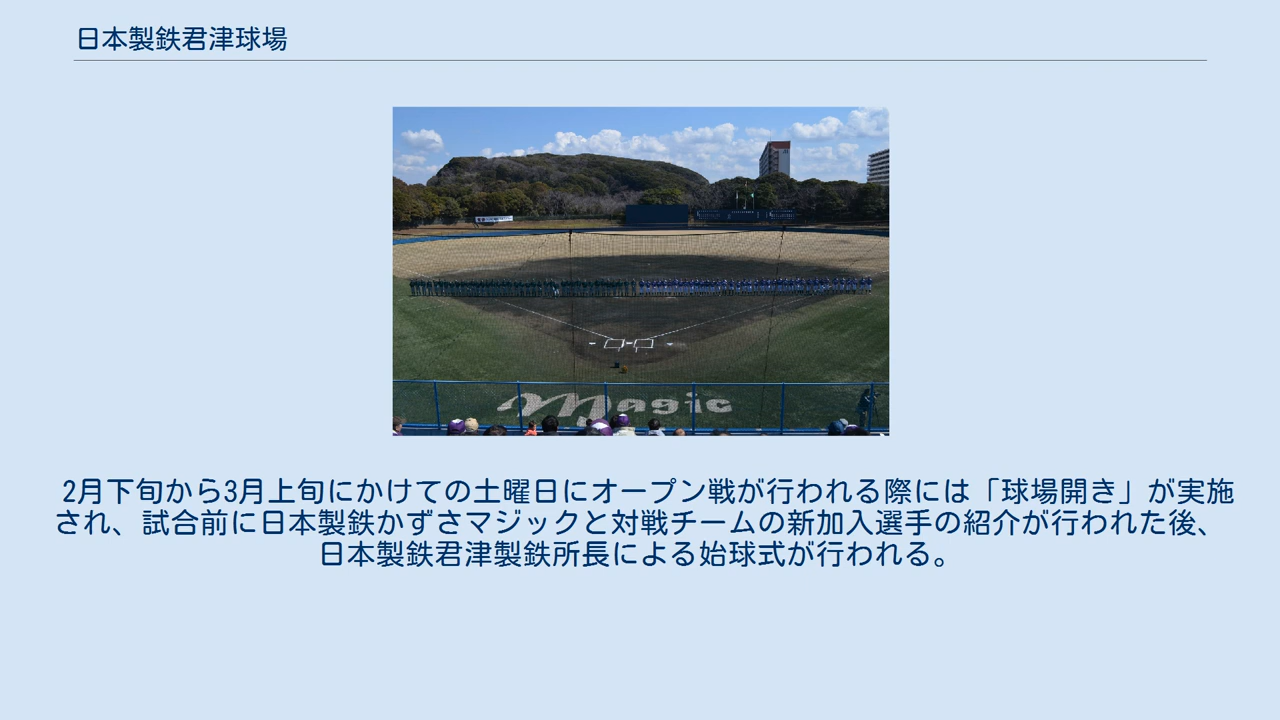 日本製鉄君津球場
Magic
2月下旬から3月上旬にかけての土曜日にオープン戦が行われる際には「球場開き」が実施
され、試合前に日本製鉄かずさマジックと対戦チームの新加入選手の紹介が行われた後、
日本製鉄君津製鉄所長による始球式が行われる。